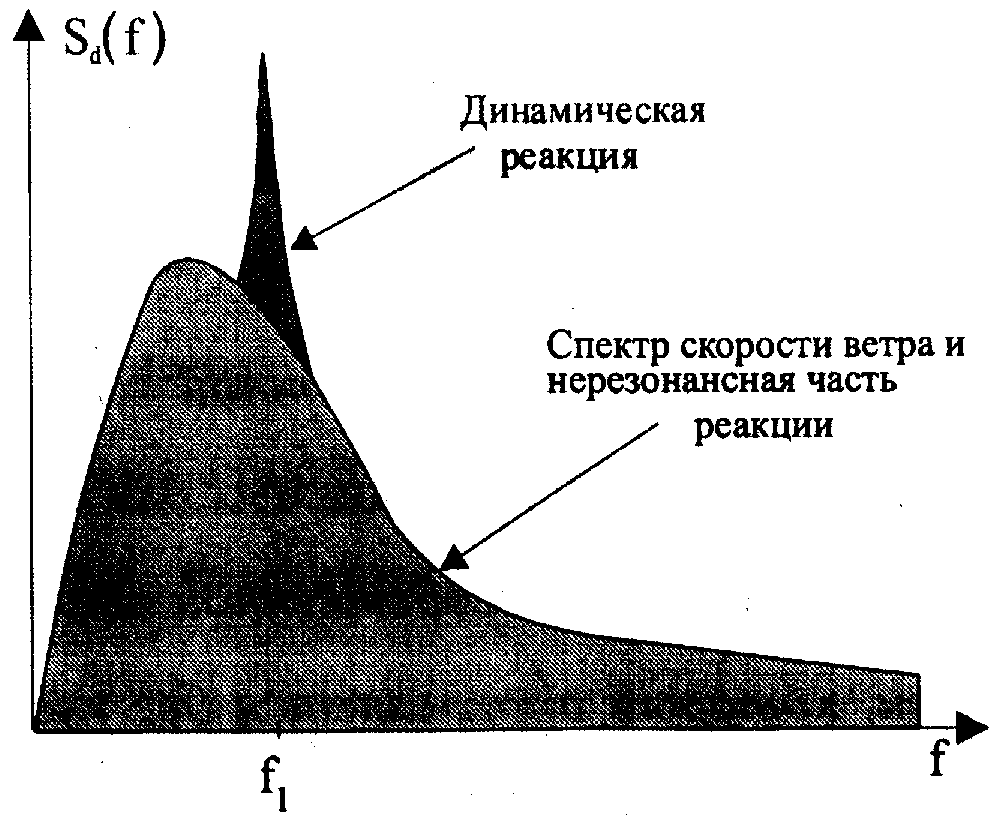 S_d(f)
Динамическая
реакция
Спектр скорости ветра и
нерезонансная часть
реакции
f
f_1